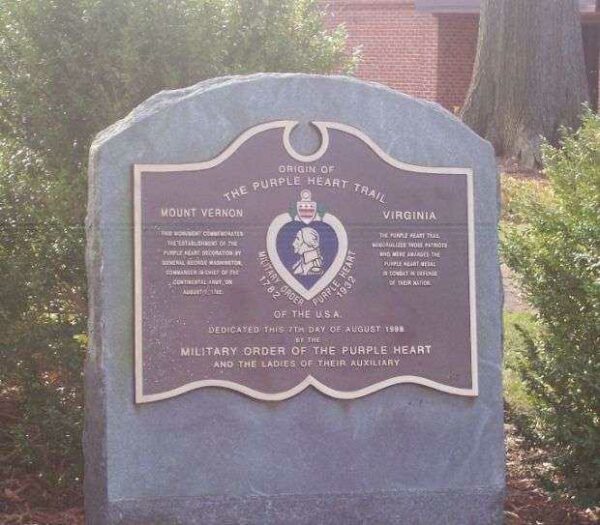 ORIGIN OF
THE PURPLE HEART TRAIL
MOUNT VERNON
THIS MONUMENT COMMEMORATES
THE ESTABLISHMENT OF THE
PURPLE HEART DECORATION BY
GENERAL GEORGE WASHINGTON,
COMMANDER-IN-CHIEF OF THE
CONTINENTAL ARMY, ON
AUGUST 7, 1782.
VIRGINIA
THE PURPLE HEART TRAIL
MEMORIALIZES THOSE PATRIOTS
WHO WERE AWARDED THE
PURPLE HEART MEDAL
IN COMBAT IN DEFENSE
OF THEIR NATION.
MILITARY ORDER PURPLE HEART
1782 1932
OF THE U.S.A.
DEDICATED THIS 7TH DAY OF AUGUST 1998
BY THE
MILITARY ORDER OF THE PURPLE HEART
AND THE LADIES OF THEIR AUXILIARY